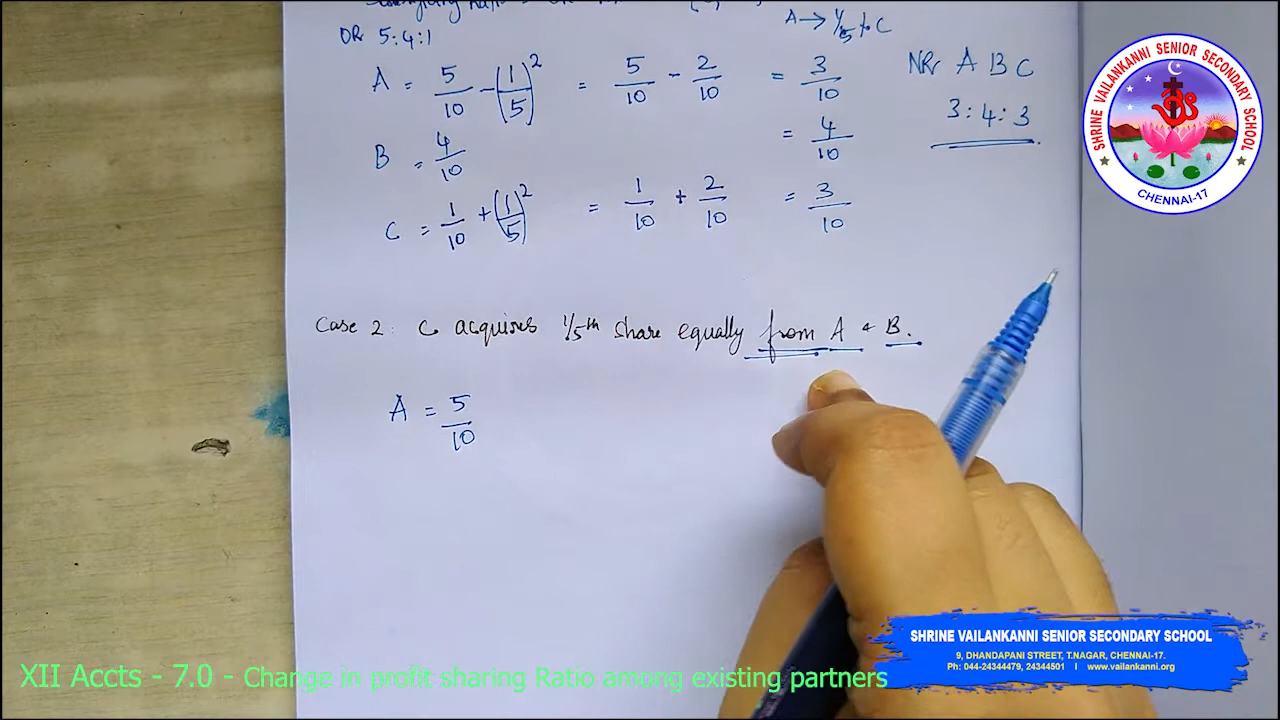 OR 5:4:1
A → 1/5 to C
A = 5/10 - (1/5)² = 5/10 - 2/10 = 3/10
NR A B C
3:4:3
B = 4/10 = 4/10
C = 1/10 + (1/5)² = 1/10 + 2/10 = 3/10
Case 2: C acquires 1/5th share equally from A & B.
A = 5/10
SHRINE VAILANKANNI SENIOR SECONDARY SCHOOL
CHENNAI-17
SHRINE VAILANKANNI SENIOR SECONDARY SCHOOL
9, DHANDAPANI STREET, T.NAGAR, CHENNAI-17.
Ph: 044-24344479, 24344501 I www.vailankanni.org
XII Accts - 7.0 - Change in profit sharing Ratio among existing partners